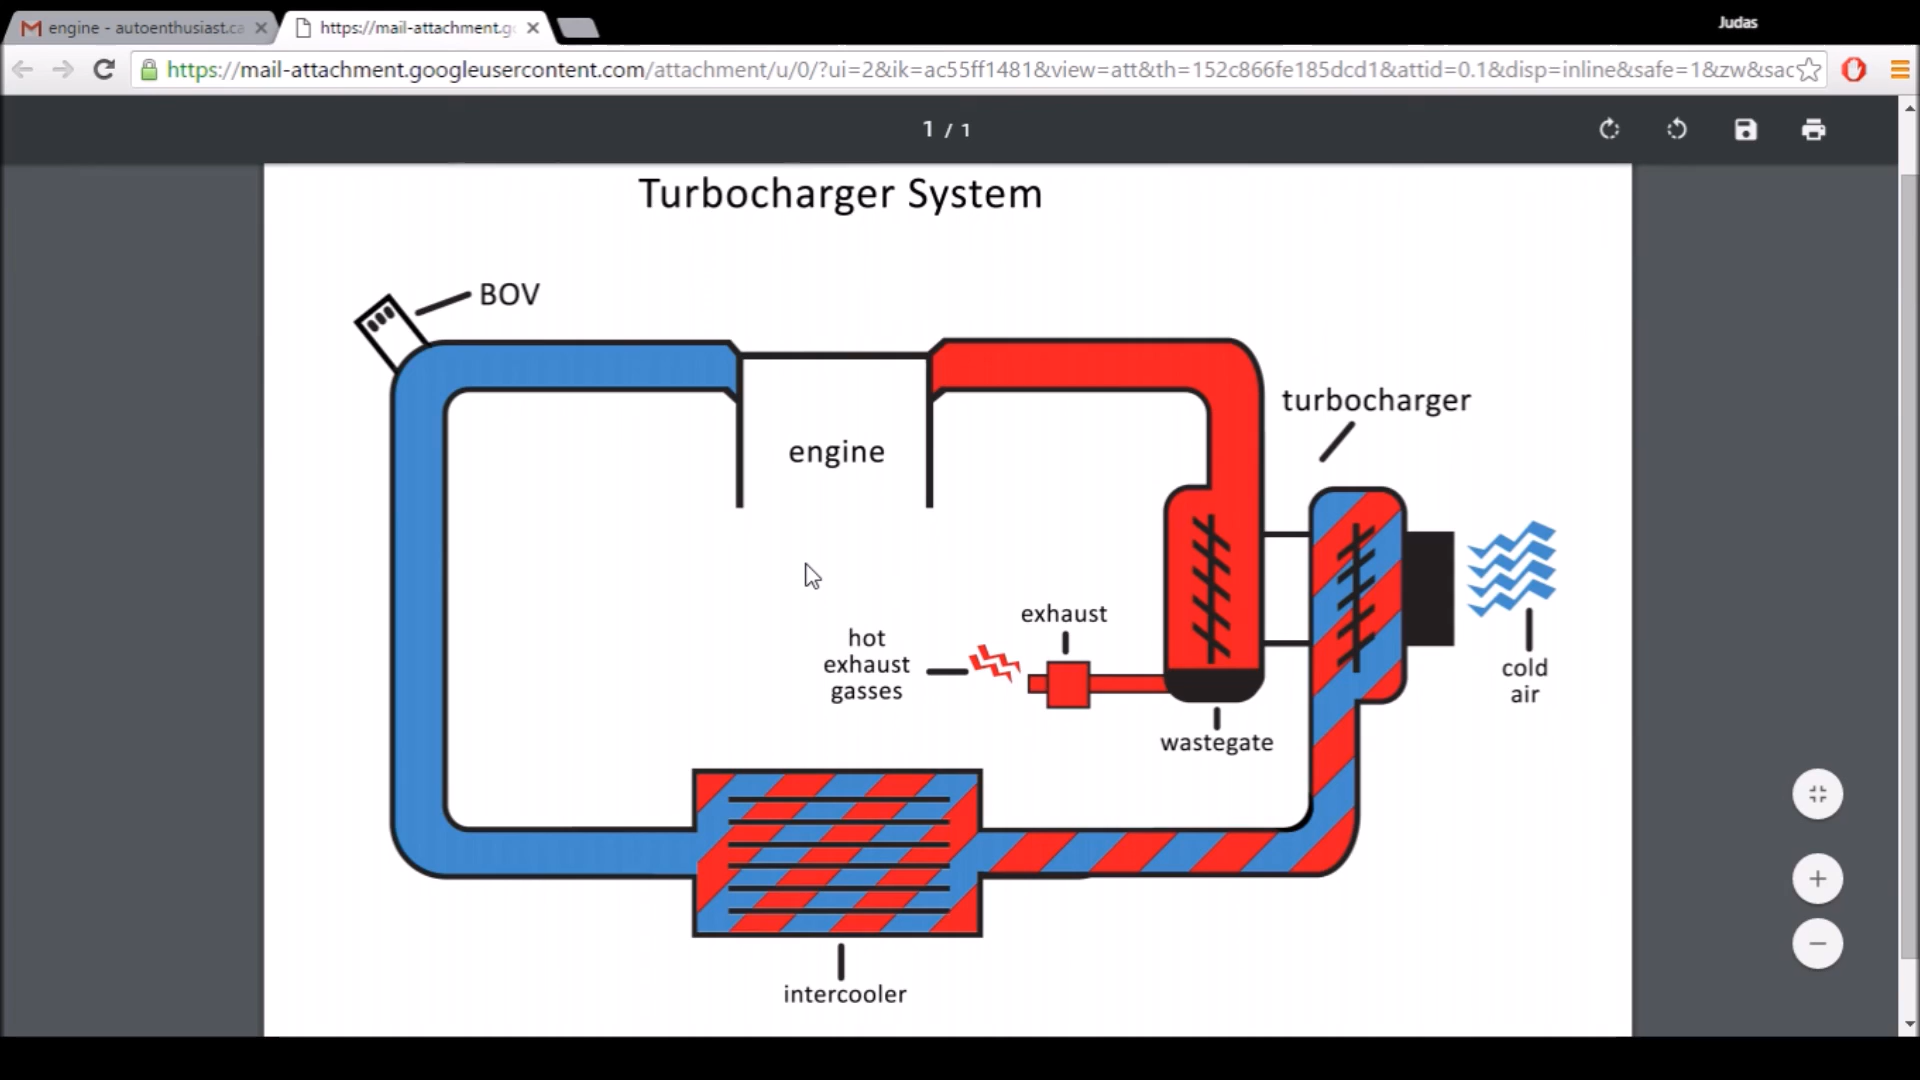 Judas
engine - autoenthusiast.ca
https://mail-attachment.g
https://mail-attachment.googleusercontent.com/attachment/u/0/?ui=2&ik=ac55ff1481&view=att&th=152c866fe185dcd1&attid=0.1&disp=inline&safe=1&zw&sac
1 / 1
Turbocharger System
BOV
turbocharger
engine
exhaust
hot
exhaust
gasses
cold
air
wastegate
intercooler